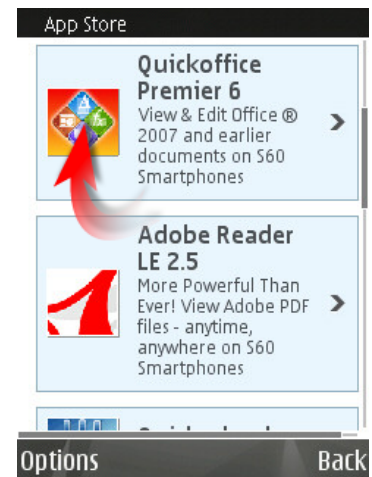 App Store
Quickoffice
Premier 6
View & Edit Office ®
2007 and earlier
documents on S60
Smartphones
Adobe Reader
LE 2.5
More Powerful Than
Ever! View Adobe PDF
files - anytime,
anywhere on S60
Smartphones
Options
Back